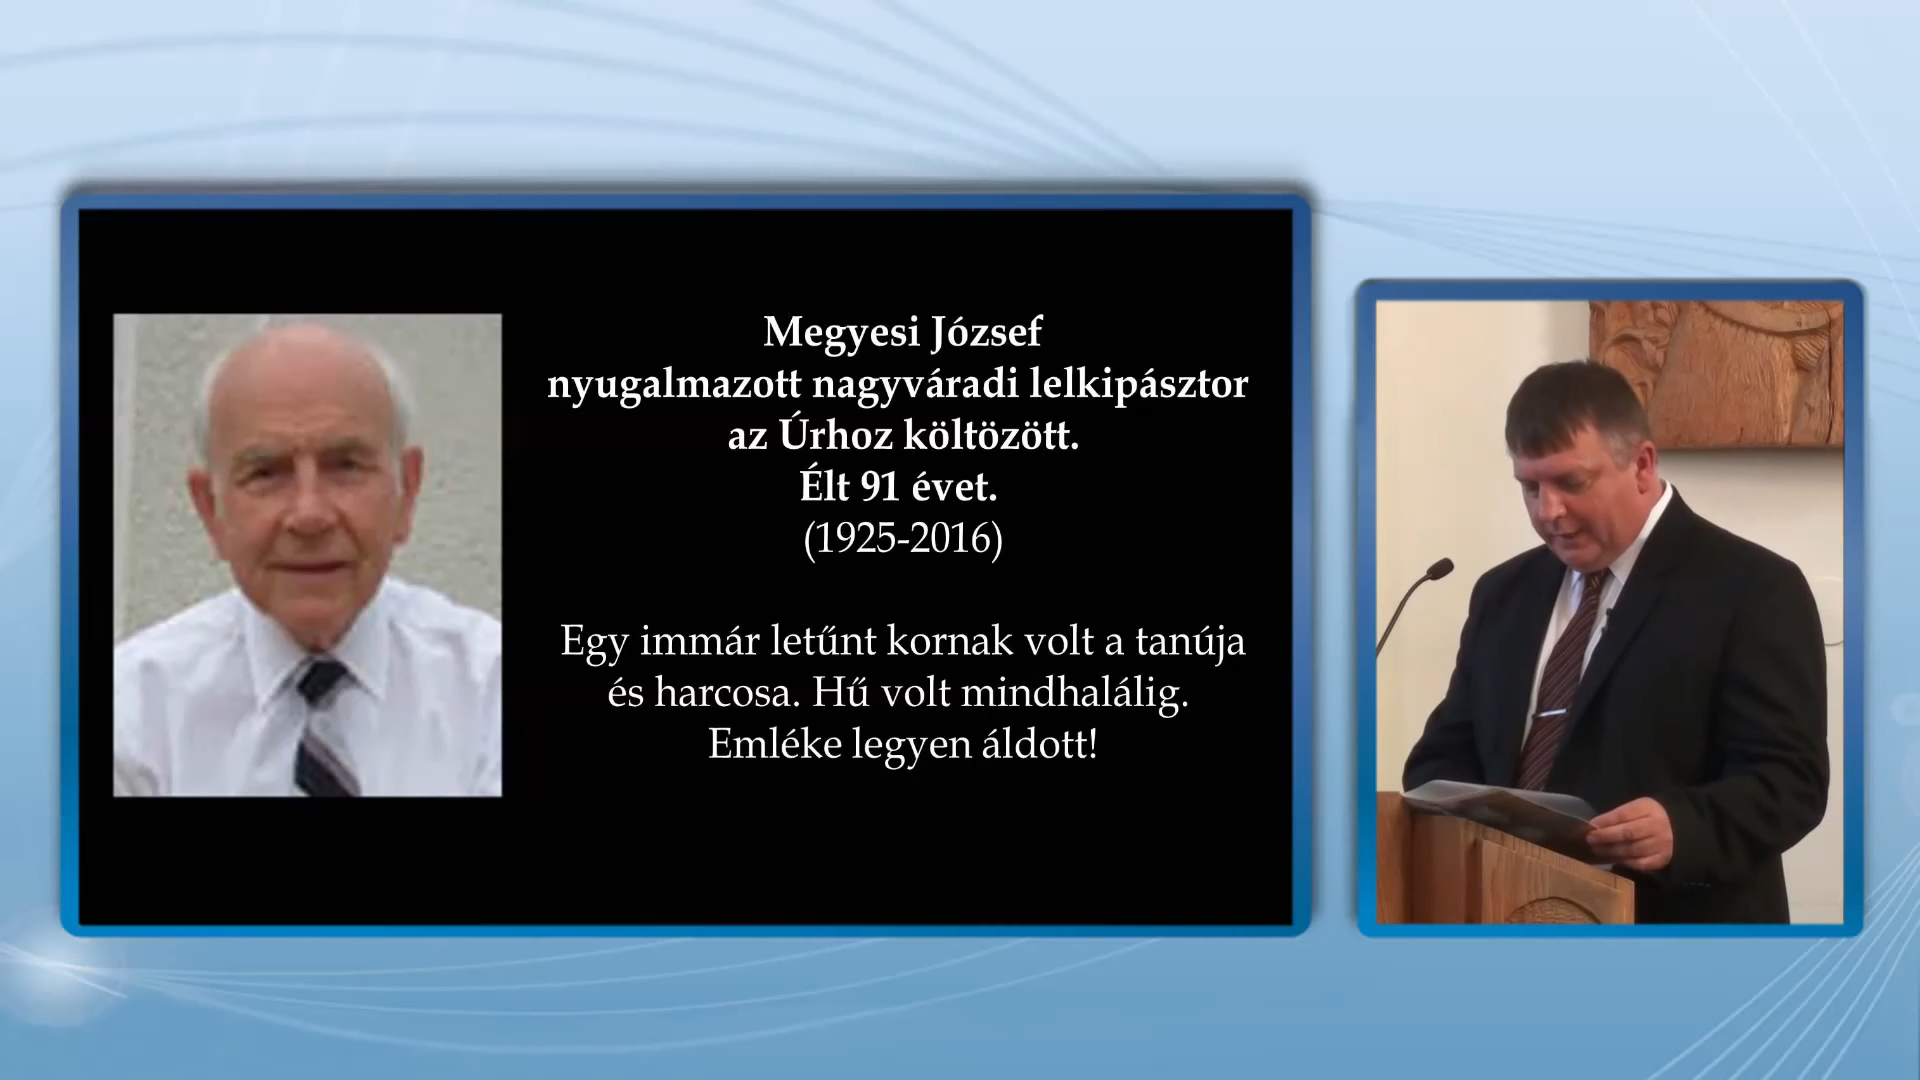 Megyesi József
nyugalmazott nagyváradi lelkipásztor
az Úrhoz költözött.
Élt 91 évet.
(1925-2016)
Egy immár letűnt kornak volt a tanúja
és harcosa. Hű volt mindhalálig.
Emléke legyen áldott!